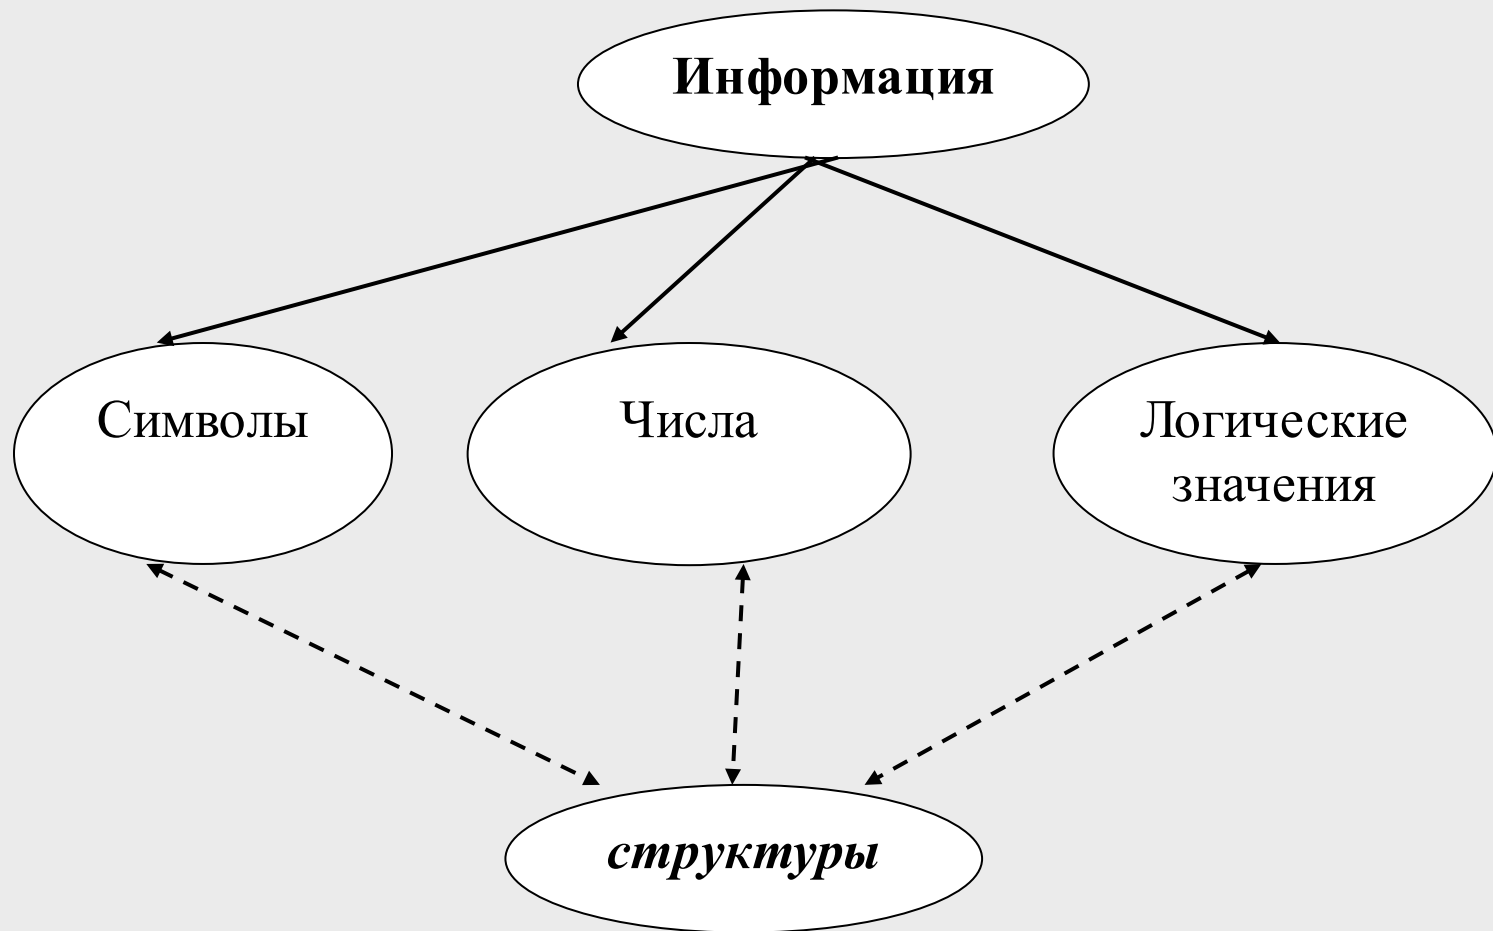 Информация
Символы
Числа
Логические
значения
структуры